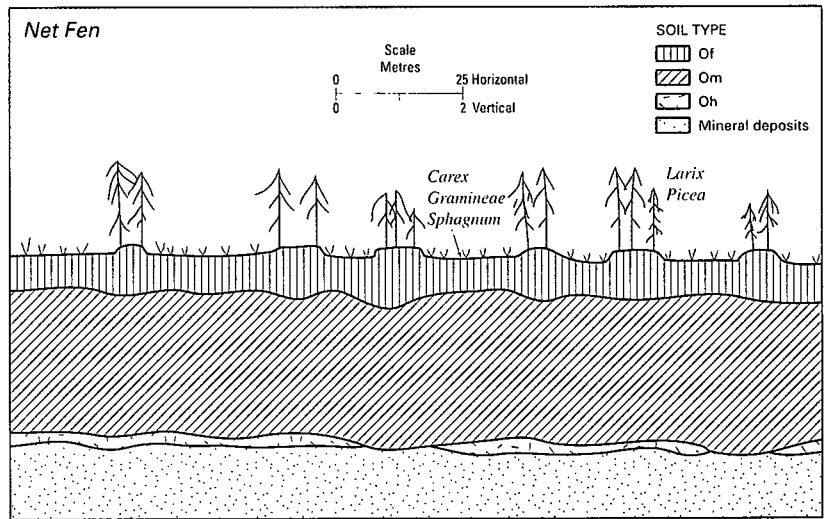 Net Fen
Scale
Metres
0 25 Horizontal
0 2 Vertical
SOIL TYPE
Of
Om
Oh
Mineral deposits
Carex
Gramineae
Sphagnum
Larix
Picea